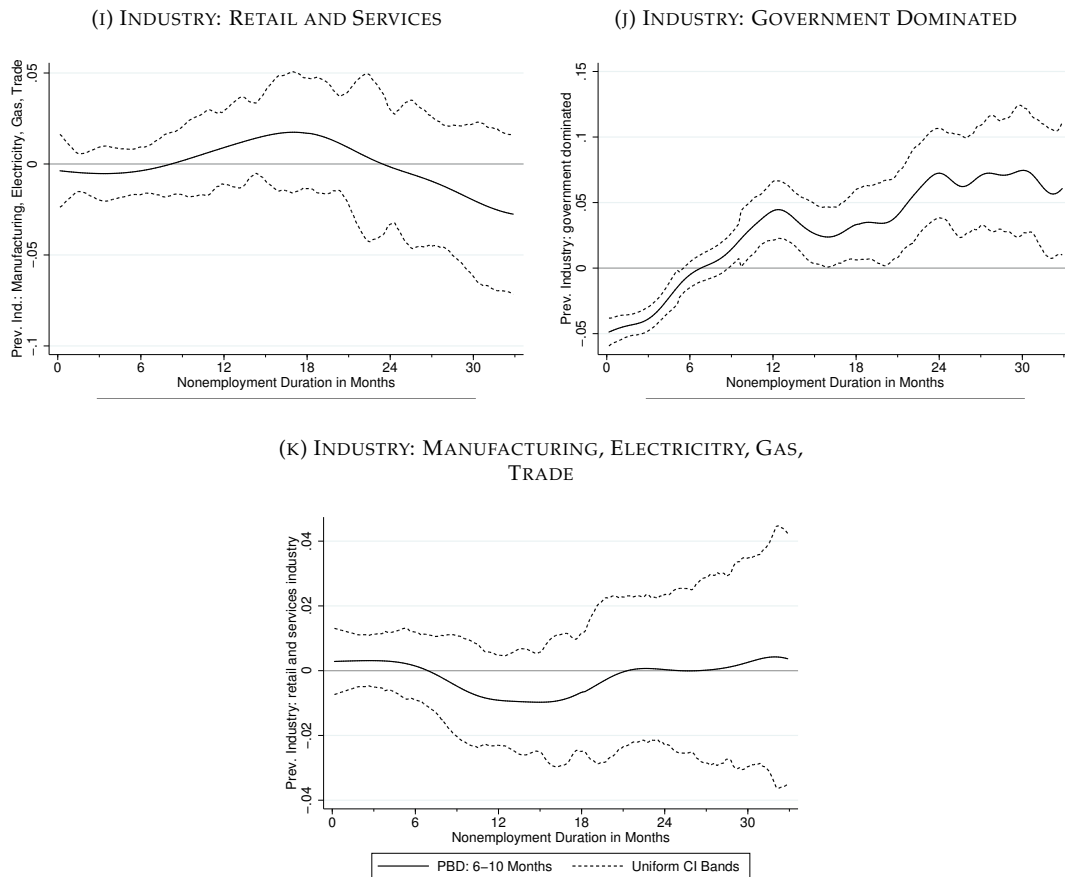 (I) INDUSTRY: RETAIL AND SERVICES
Prev. Ind.: Manufacturing, Electricitry, Gas, Trade
.05
0
-.05
-.1
0 6 12 18 24 30
Nonemployment Duration in Months
(J) INDUSTRY: GOVERNMENT DOMINATED
Prev. Industry: government dominated
.15
.1
.05
0
-.05
0 6 12 18 24 30
Nonemployment Duration in Months
(K) INDUSTRY: MANUFACTURING, ELECTRICITRY, GAS,
TRADE
Prev. Industry: retail and services industry
.04
.02
0
-.02
-.04
0 6 12 18 24 30
Nonemployment Duration in Months
PBD: 6-10 Months Uniform CI Bands